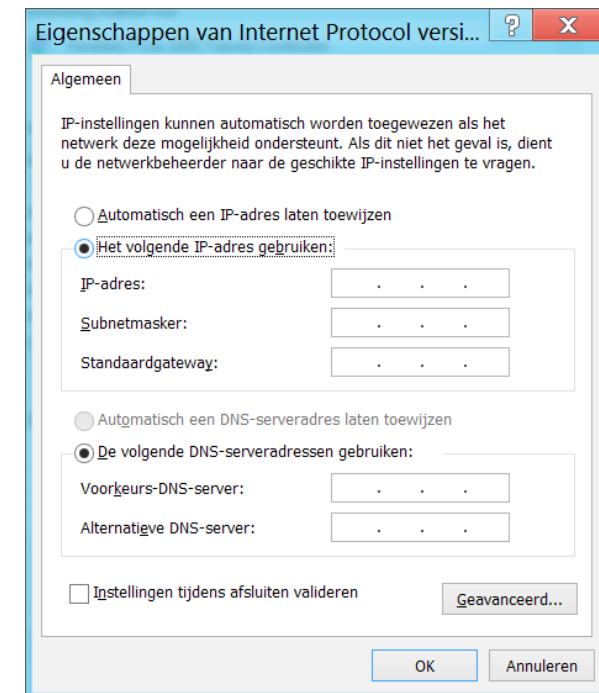 Eigenschappen van Internet Protocol versi...
?
X
Algemeen
IP-instellingen kunnen automatisch worden toegewezen als het
netwerk deze mogelijkheid ondersteunt. Als dit niet het geval is, dient
u de netwerkbeheerder naar de geschikte IP-instellingen te vragen.
Automatisch een IP-adres laten toewijzen
Het volgende IP-adres gebruiken:
IP-adres: . . .
Subnetmasker: . . .
Standaardgateway: . . .
Automatisch een DNS-serveradres laten toewijzen
De volgende DNS-serveradressen gebruiken:
Voorkeurs-DNS-server: . . .
Alternatieve DNS-server: . . .
Instellingen tijdens afsluiten valideren
Geavanceerd...
OK Annuleren